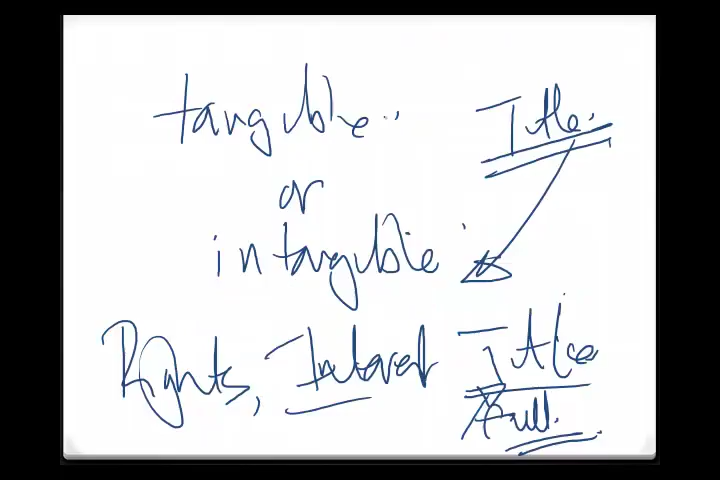 tangible
Title
or
intangible
Rights, Interest Title
full